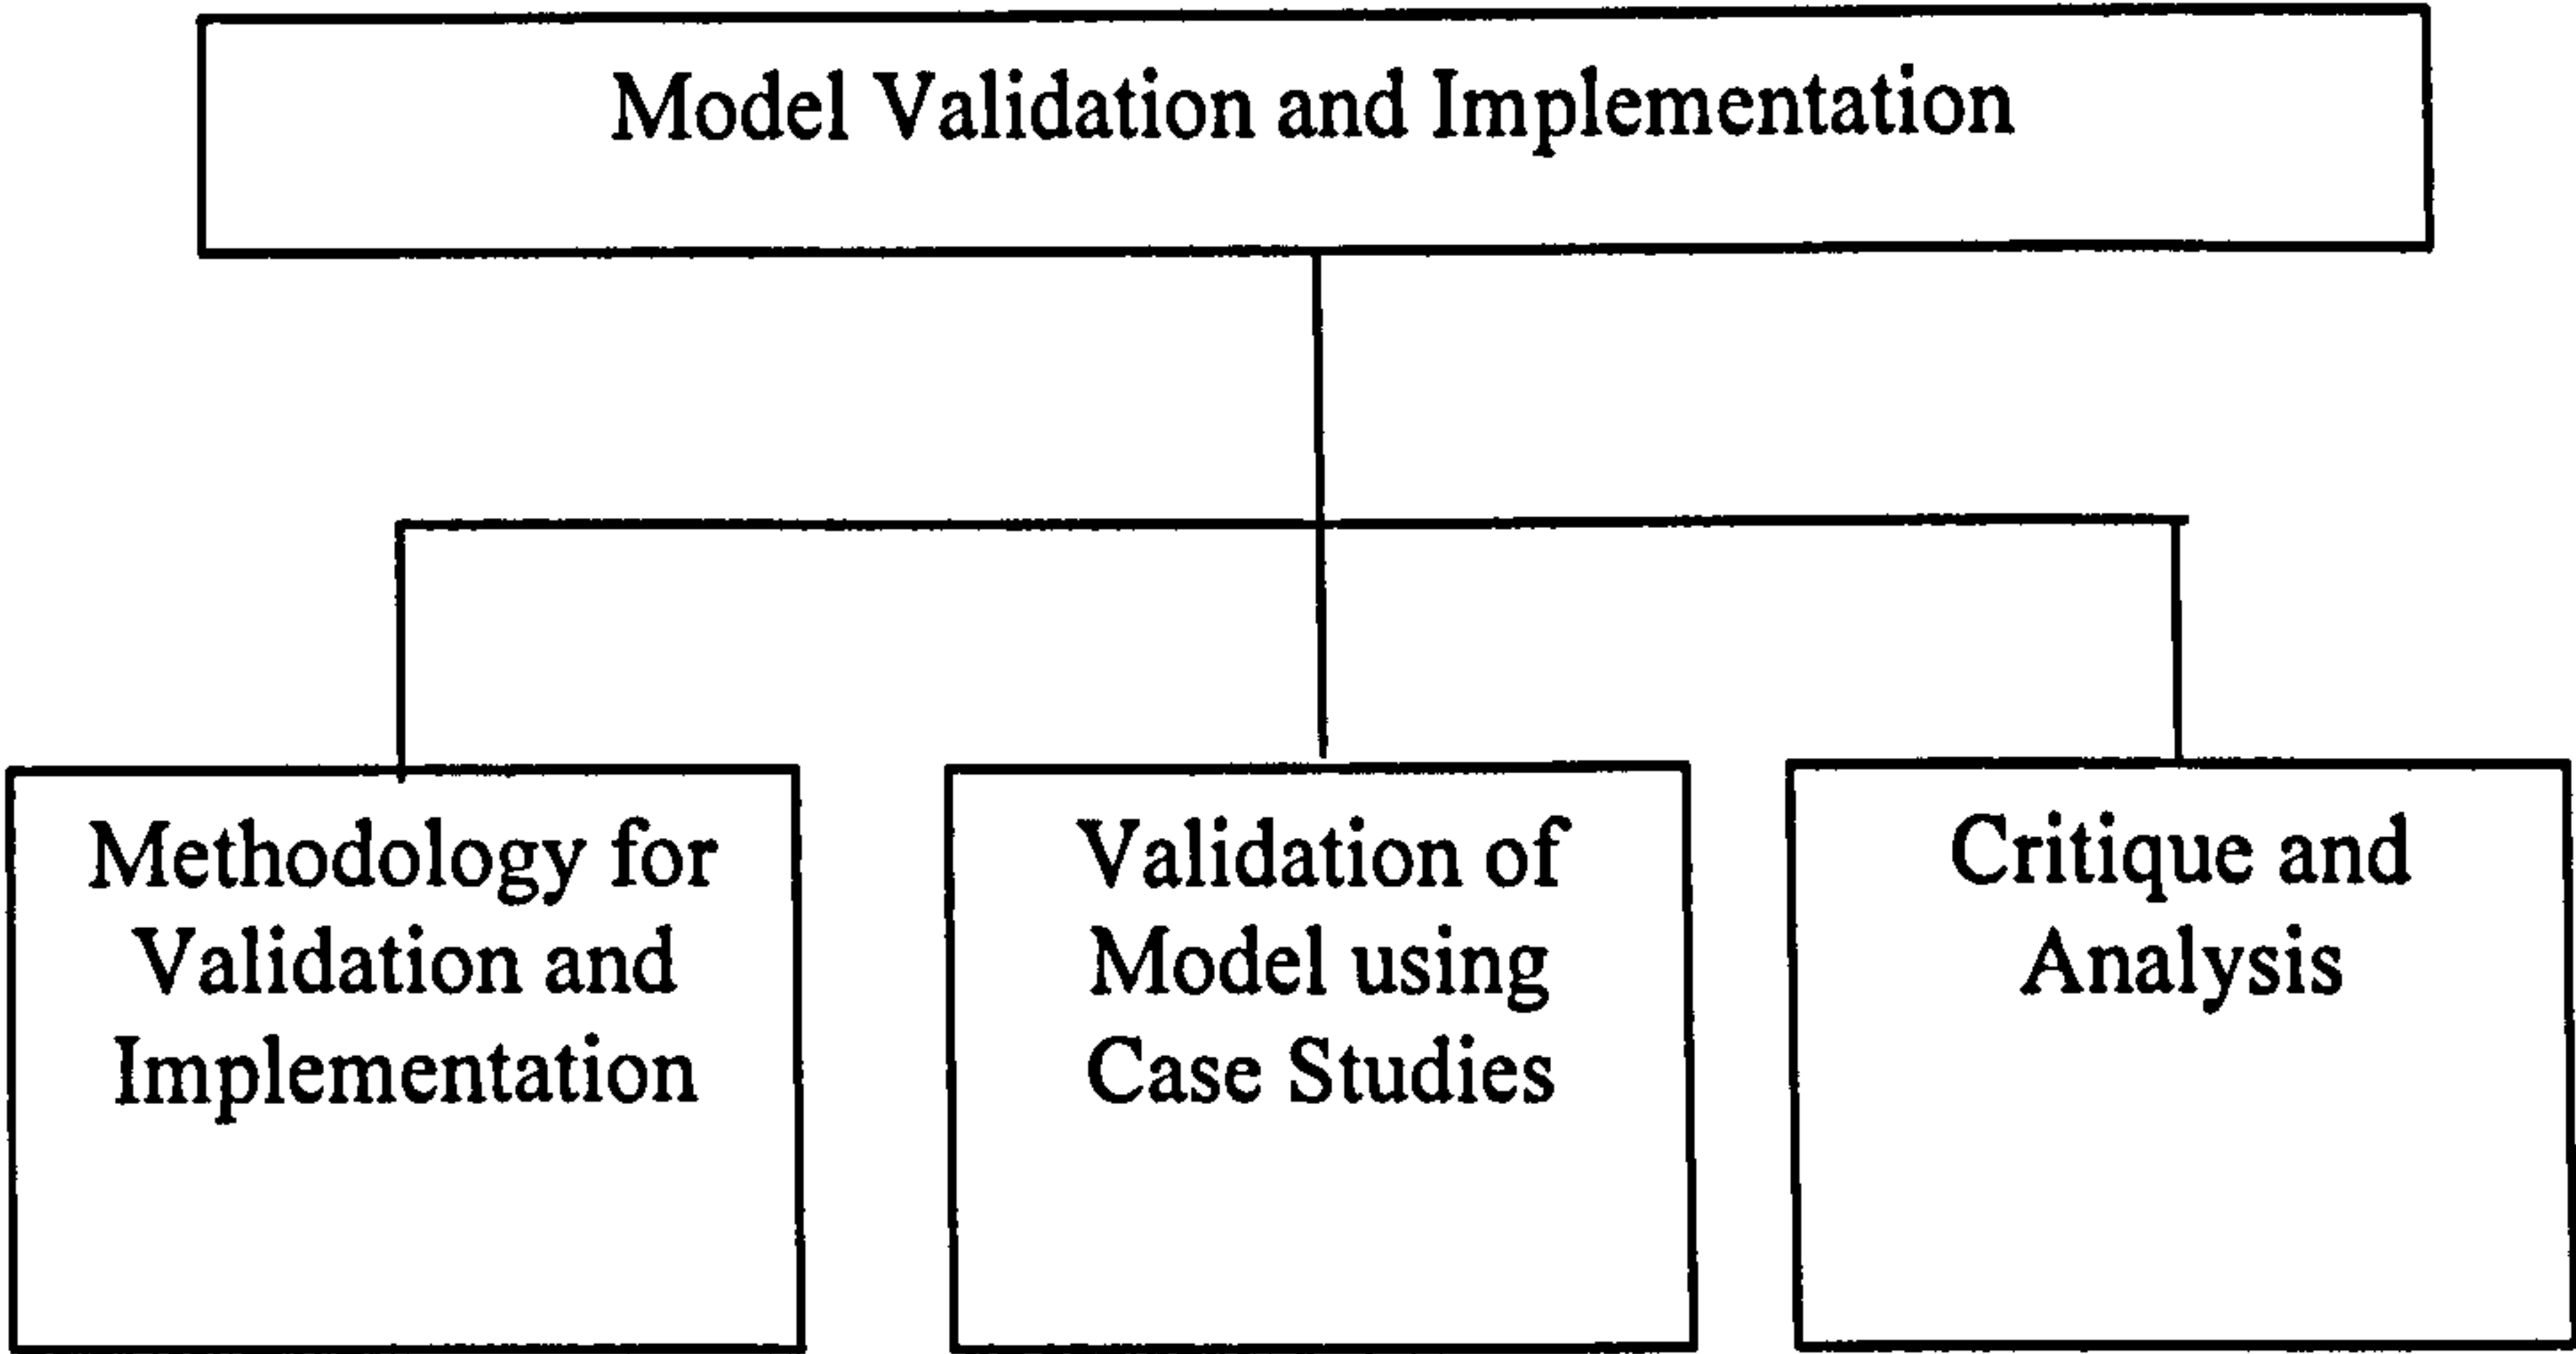 Model Validation and Implementation
Methodology for
Validation and
Implementation
Validation of
Model using
Case Studies
Critique and
Analysis